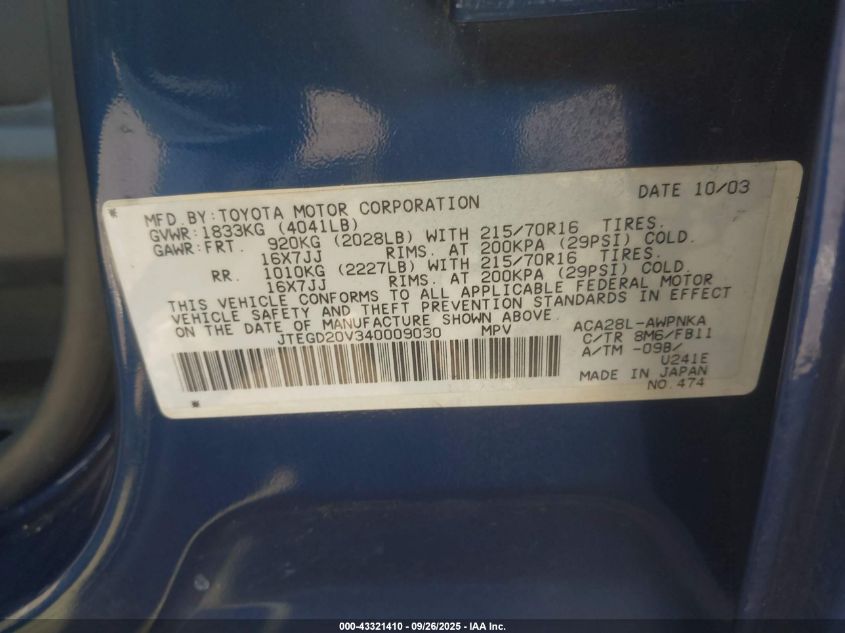 DATE 10/03
MFD.BY:TOYOTA MOTOR CORPORATION
GVWR:1833KG (4041LB)
GAWR:FRT. 920KG (2028LB) WITH 215/70R16 TIRES.
16X7JJ RIMS. AT 200KPA (29PSI) COLD.
RR. 1010KG (2227LB) WITH 215/70R16 TIRES.
16X7JJ RIMS. AT 200KPA (29PSI) COLD.
THIS VEHICLE CONFORMS TO ALL APPLICABLE FEDERAL MOTOR
VEHICLE SAFETY AND THEFT PREVENTION STANDARDS IN EFFECT
ON THE DATE OF MANUFACTURE SHOWN ABOVE.
JTEGD20V340009030 MPV
ACA28L-AWPNKA
C/TR 8M6/FB11
A/TM -09B/
U241E
MADE IN JAPAN
NO.474
000-43321410 - 09/26/2025 - IAA Inc.